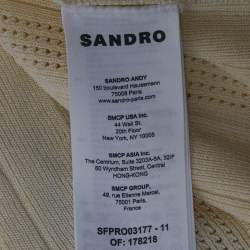 SANDRO
SANDRO ANDY
150 boulevard Haussmann
75008 Paris
www.sandro-paris.com
SMCP USA Inc.
44 Wall St.
20th Floor
New York, NY 10005
SMCP ASIA Inc.
The Centrium, Suite 3203A-5A, 32/F
60 Wyndham Street, Central
HONG-KONG
SMCP GROUP,
49, rue Etienne Marcel,
75001 Paris.
France
SFPRO03177 - 11
OF: 178218